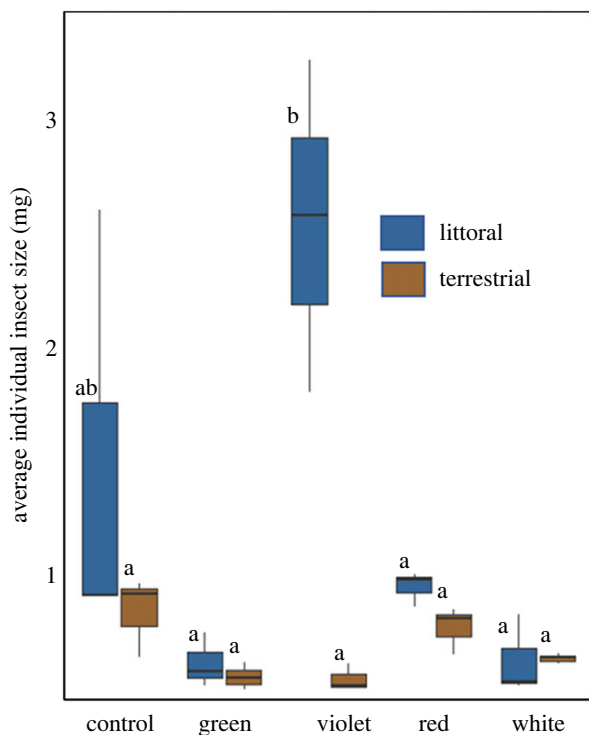 average individual insect size (mg)
3
2
1
b
ab
a
a
a
a
a
a
a
a
littoral
terrestrial
control green violet red white